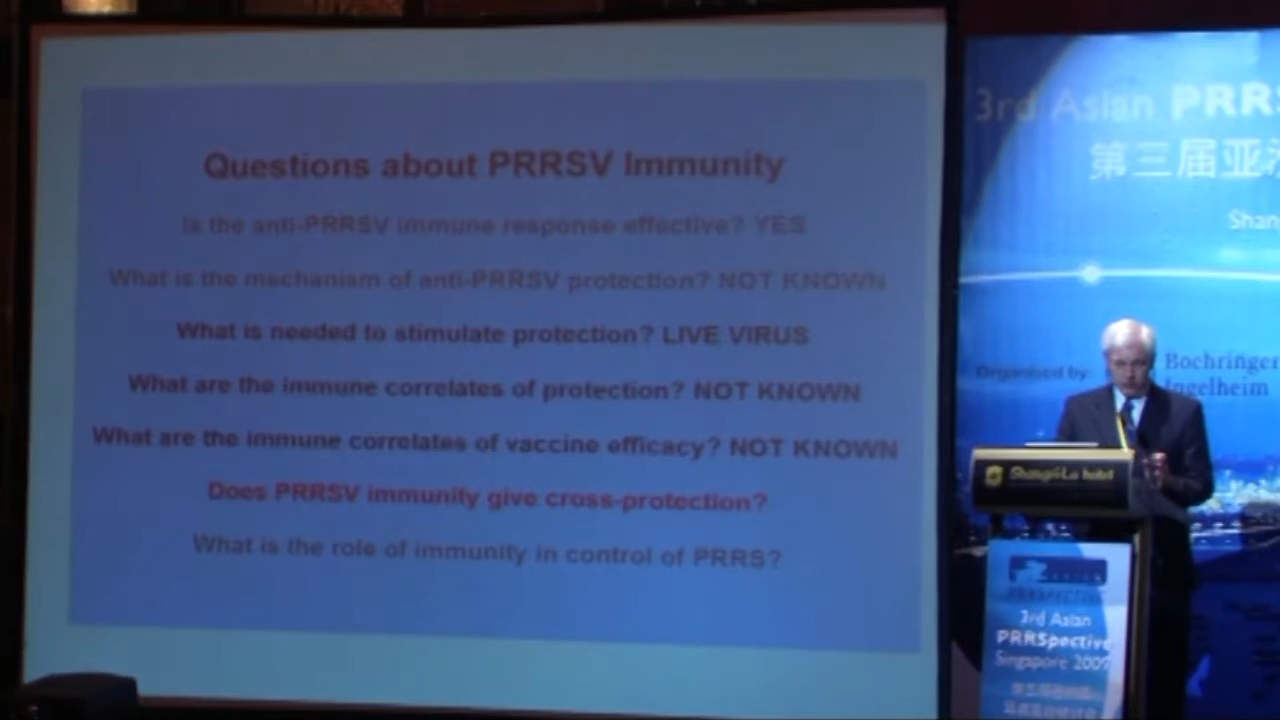 Questions about PRRSV Immunity
Is the anti-PRRSV immune response effective? YES
What is the mechanism of anti-PRRSV protection? NOT KNOWN
What is needed to stimulate protection? LIVE VIRUS
What are the immune correlates of protection? NOT KNOWN
What are the immune correlates of vaccine efficacy? NOT KNOWN
Does PRRSV immunity give cross-protection?
What is the role of immunity in control of PRRS?
3rd Asian PRRS
第三届亚洲
Shan
Organised by:
Boehringer
Ingelheim
Shangri-La hotel
3rd Asian
PRRSpective
Singapore 2009